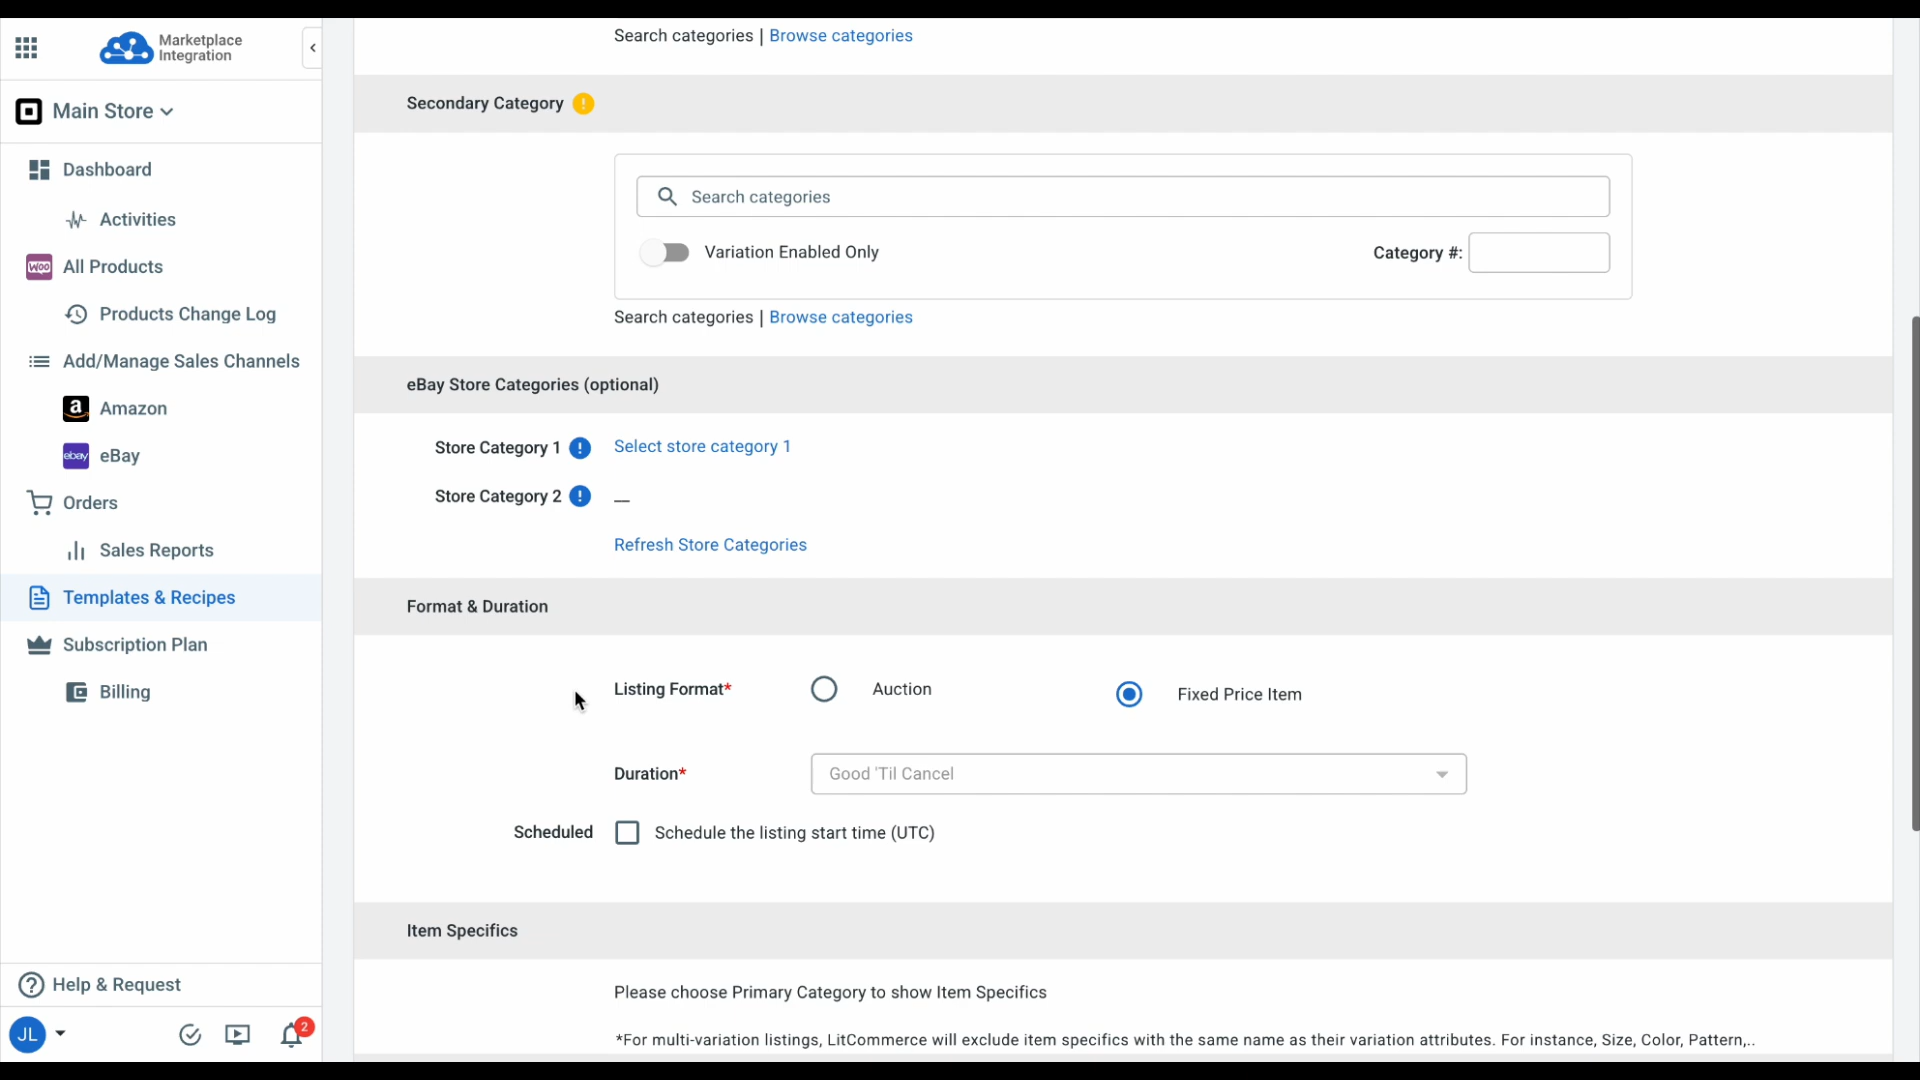 Marketplace
Integration
Main Store
Dashboard
Activities
All Products
Products Change Log
Add/Manage Sales Channels
Amazon
eBay
Orders
Sales Reports
Templates & Recipes
Subscription Plan
Billing
Help & Request
JL
2
Search categories | Browse categories
Secondary Category
Search categories
Variation Enabled Only
Category #:
Search categories | Browse categories
eBay Store Categories (optional)
Store Category 1 Select store category 1
Store Category 2 __
Refresh Store Categories
Format & Duration
Listing Format* Auction Fixed Price Item
Duration* Good 'Til Cancel
Scheduled Schedule the listing start time (UTC)
Item Specifics
Please choose Primary Category to show Item Specifics
*For multi-variation listings, LitCommerce will exclude item specifics with the same name as their variation attributes. For instance, Size, Color, Pattern,..